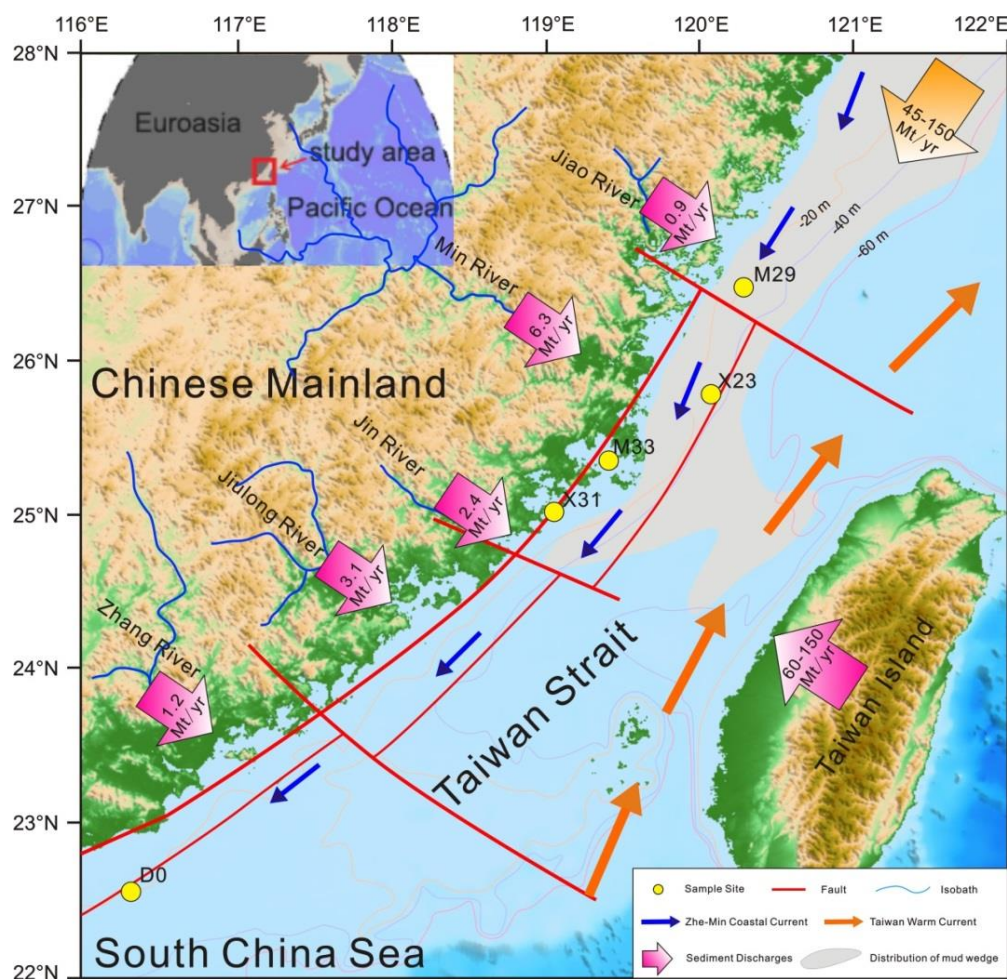 116°E 117°E 118°E 119°E 120°E 121°E 122°E
28°N
27°N
26°N
25°N
24°N
23°N
22°N
Euroasia
study area
Pacific Ocean
45-150
Mt/yr
Jiao River
0.9
Mt/yr
-20 m
-40 m
-60 m
Min River
6.3
Mt/yr
M29
Chinese Mainland
X23
Jin River
M33
2.4
Mt/yr
X31
Jiulong River
3.1
Mt/yr
Zhang River
1.2
Mt/yr
Taiwan Strait
60-150
Mt/yr
Taiwan Island
D0
South China Sea
Sample Site
Fault
Isobath
Zhe-Min Coastal Current
Taiwan Warm Current
Sediment Discharges
Distribution of mud wedge